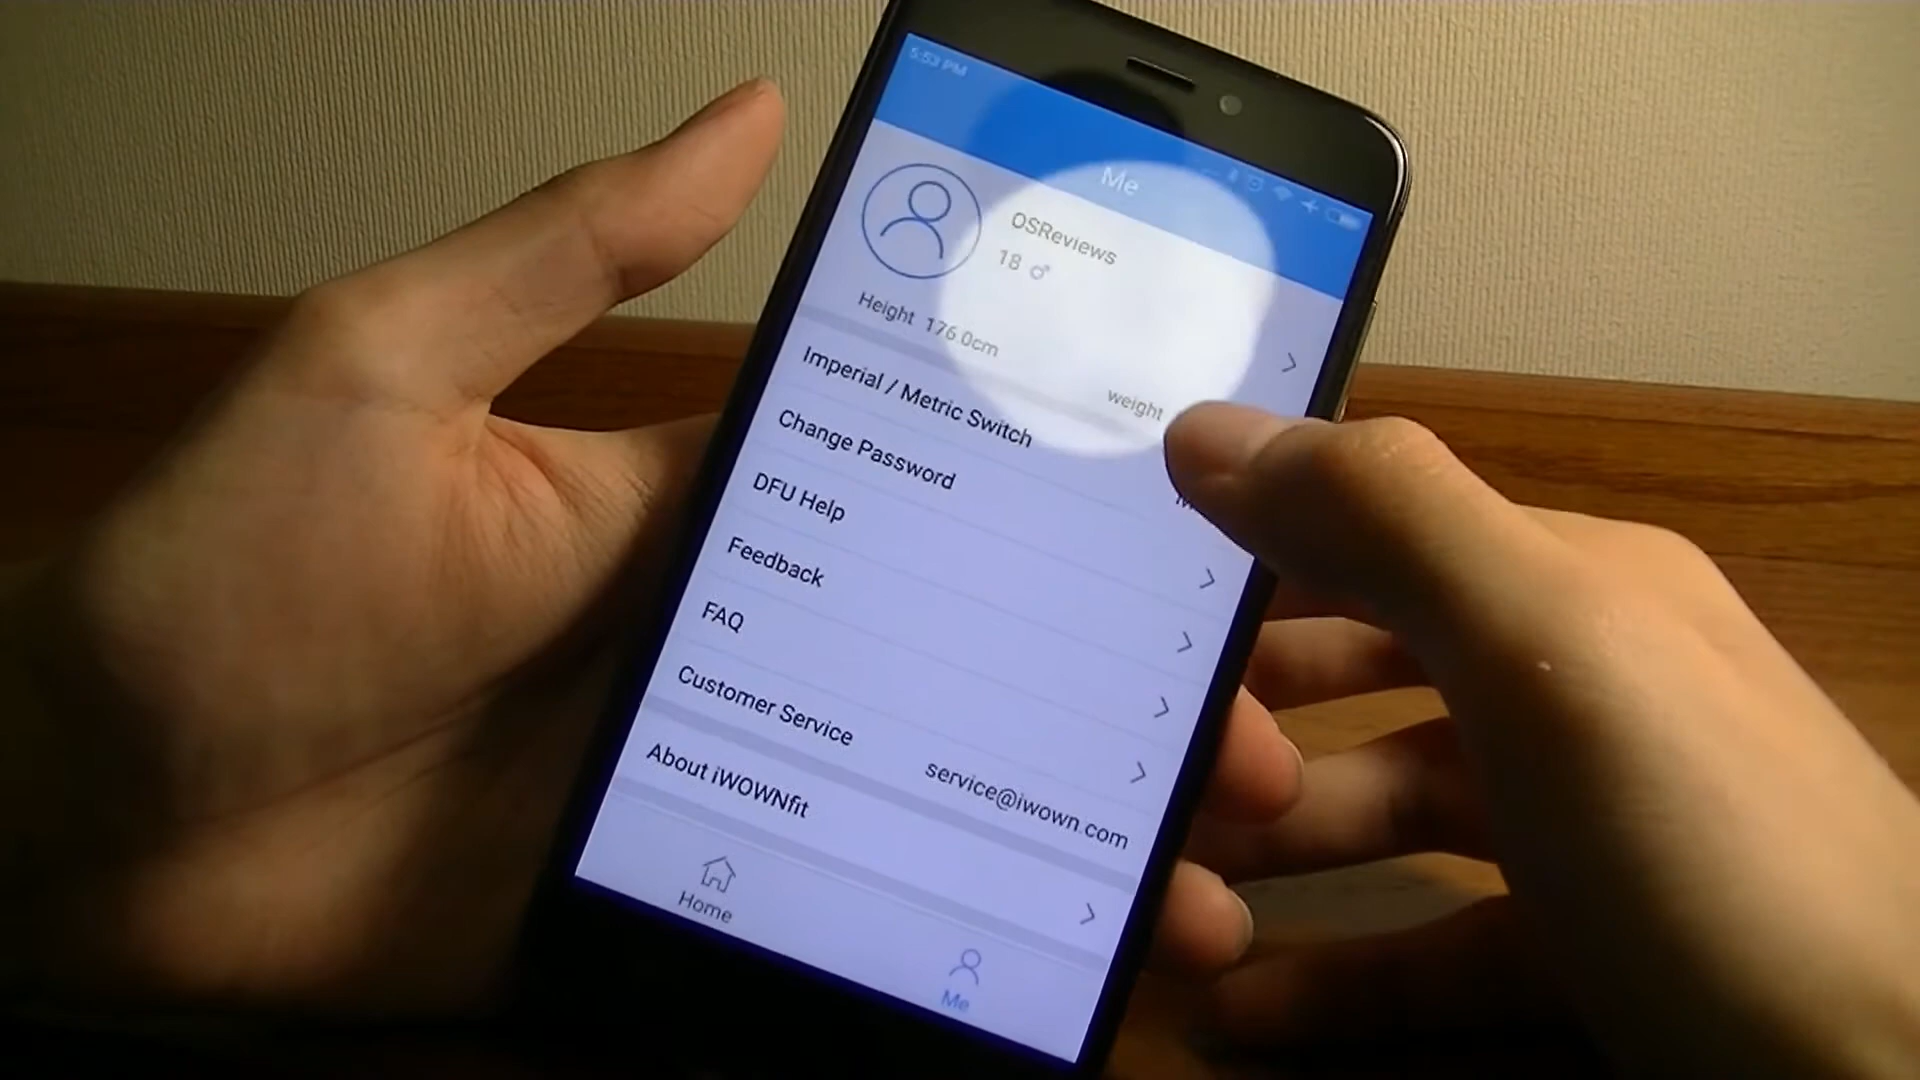 5:53 PM
Me
OSReviews
18
Height 176.0cm
weight
Imperial / Metric Switch
Change Password
DFU Help
Feedback
FAQ
Customer Service
service@iwown.com
About iWOWNfit
Home
Me